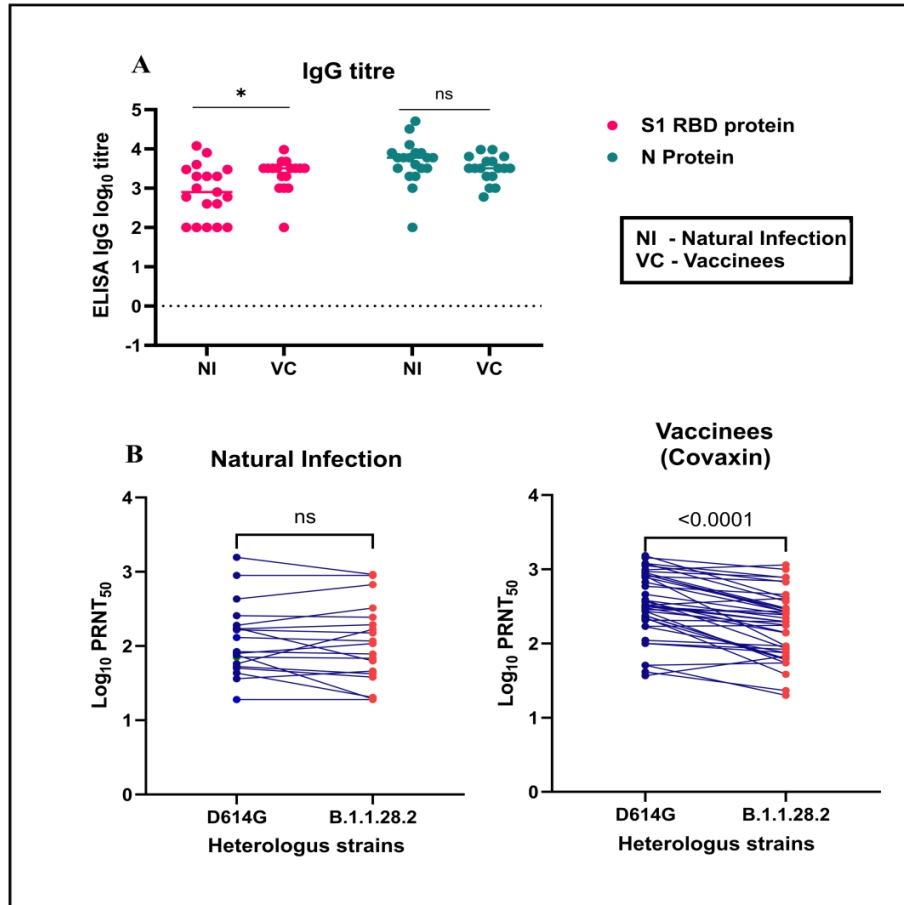 A
IgG titre
*
ns
5
4
3
2
1
0
-1
ELISA IgG log10 titre
NI
VC
NI
VC
S1 RBD protein
N Protein
NI - Natural Infection
VC - Vaccinees
B
Natural Infection
ns
4
3
2
1
0
Log10 PRNT50
D614G
B.1.1.28.2
Heterologus strains
Vaccinees
(Covaxin)
<0.0001
4
3
2
1
0
Log10 PRNT50
D614G
B.1.1.28.2
Heterologus strains